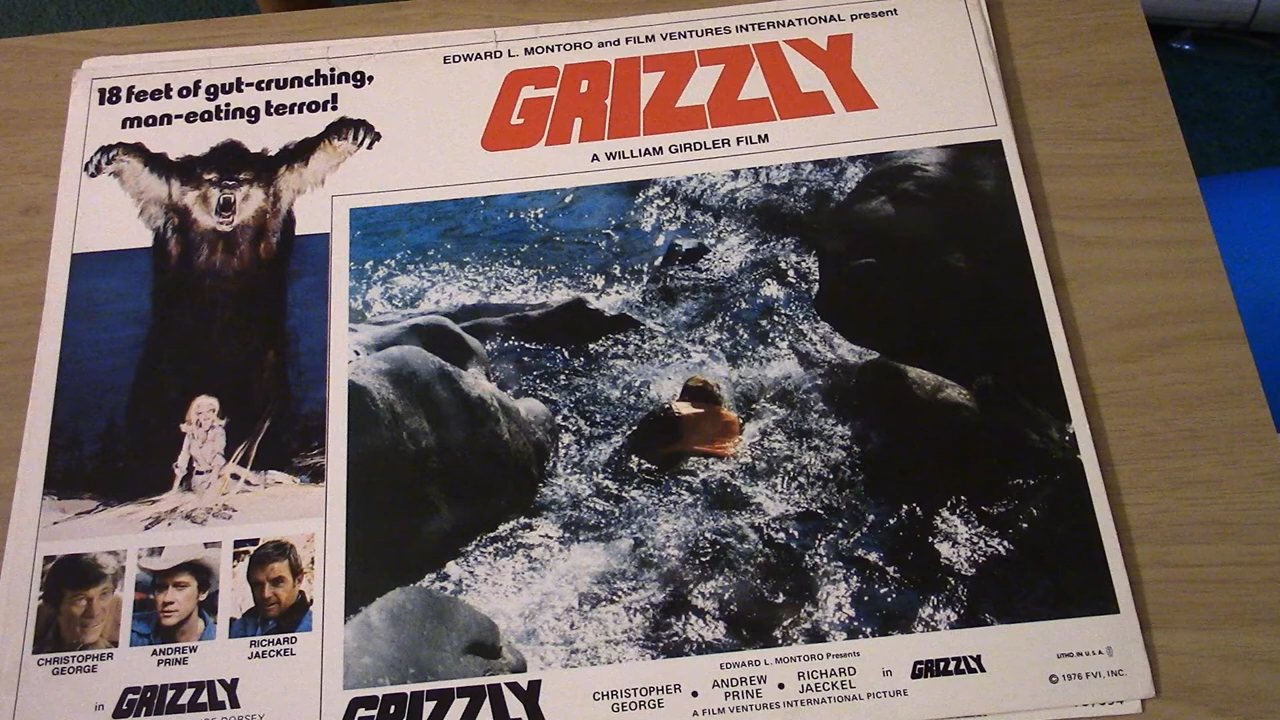 EDWARD L. MONTORO and FILM VENTURES INTERNATIONAL present
GRIZZLY
A WILLIAM GIRDLER FILM
18 feet of gut-crunching,
man-eating terror!
CHRISTOPHER
GEORGE
ANDREW
PRINE
RICHARD
JAECKEL
in GRIZZLY
DORSEY
GRIZZLY
EDWARD L. MONTORO Presents
CHRISTOPHER GEORGE • ANDREW PRINE • RICHARD JAECKEL in GRIZZLY
A FILM VENTURES INTERNATIONAL PICTURE
LITHO. IN U.S.A.
© 1976 FVI, INC.